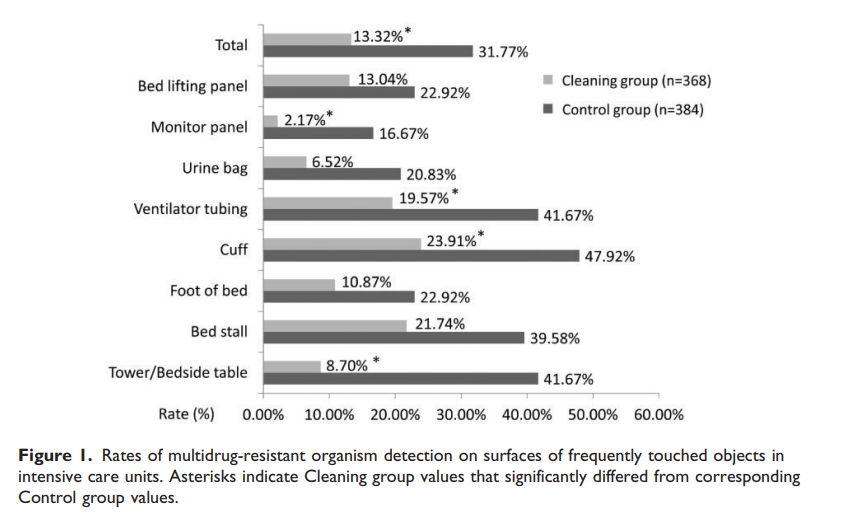 Total 13.32%*
31.77%
Bed lifting panel 13.04%
22.92%
Monitor panel 2.17%*
16.67%
Urine bag 6.52%
20.83%
Ventilator tubing 19.57%*
41.67%
Cuff 23.91%*
47.92%
Foot of bed 10.87%
22.92%
Bed stall 21.74%
39.58%
Tower/Bedside table 8.70% *
41.67%
Cleaning group (n=368)
Control group (n=384)
Rate (%) 0.00% 10.00% 20.00% 30.00% 40.00% 50.00% 60.00%
Figure 1. Rates of multidrug-resistant organism detection on surfaces of frequently touched objects in
intensive care units. Asterisks indicate Cleaning group values that significantly differed from corresponding
Control group values.